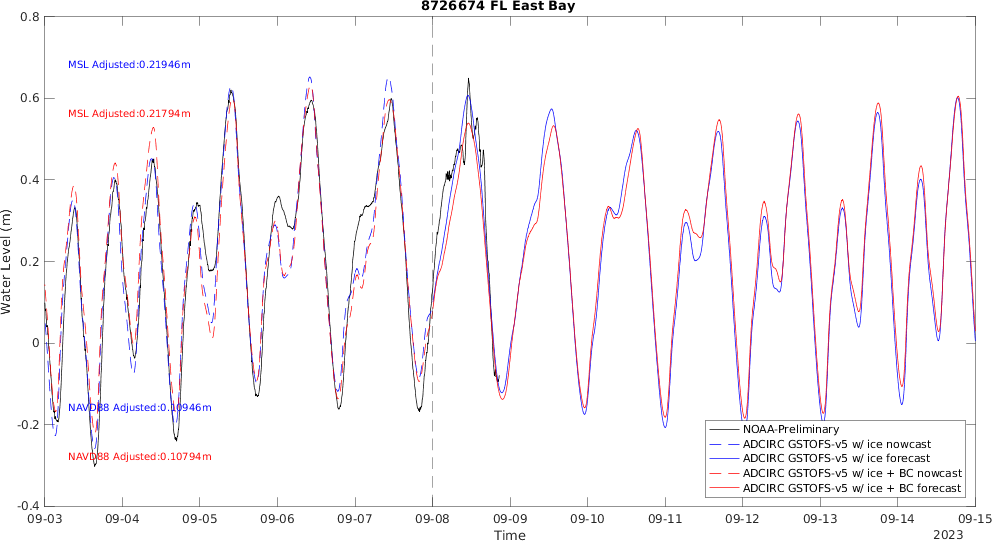 8726674 FL East Bay
0.8
0.6
0.4
0.2
0
-0.2
-0.4
Water Level (m)
MSL Adjusted:0.21946m
MSL Adjusted:0.21794m
NAVD88 Adjusted:0.10946m
NAVD88 Adjusted:0.10794m
NOAA-Preliminary
ADCIRC GSTOFS-v5 w/ ice nowcast
ADCIRC GSTOFS-v5 w/ ice forecast
ADCIRC GSTOFS-v5 w/ ice + BC nowcast
ADCIRC GSTOFS-v5 w/ ice + BC forecast
09-03 09-04 09-05 09-06 09-07 09-08 09-09 09-10 09-11 09-12 09-13 09-14 09-15
Time
2023